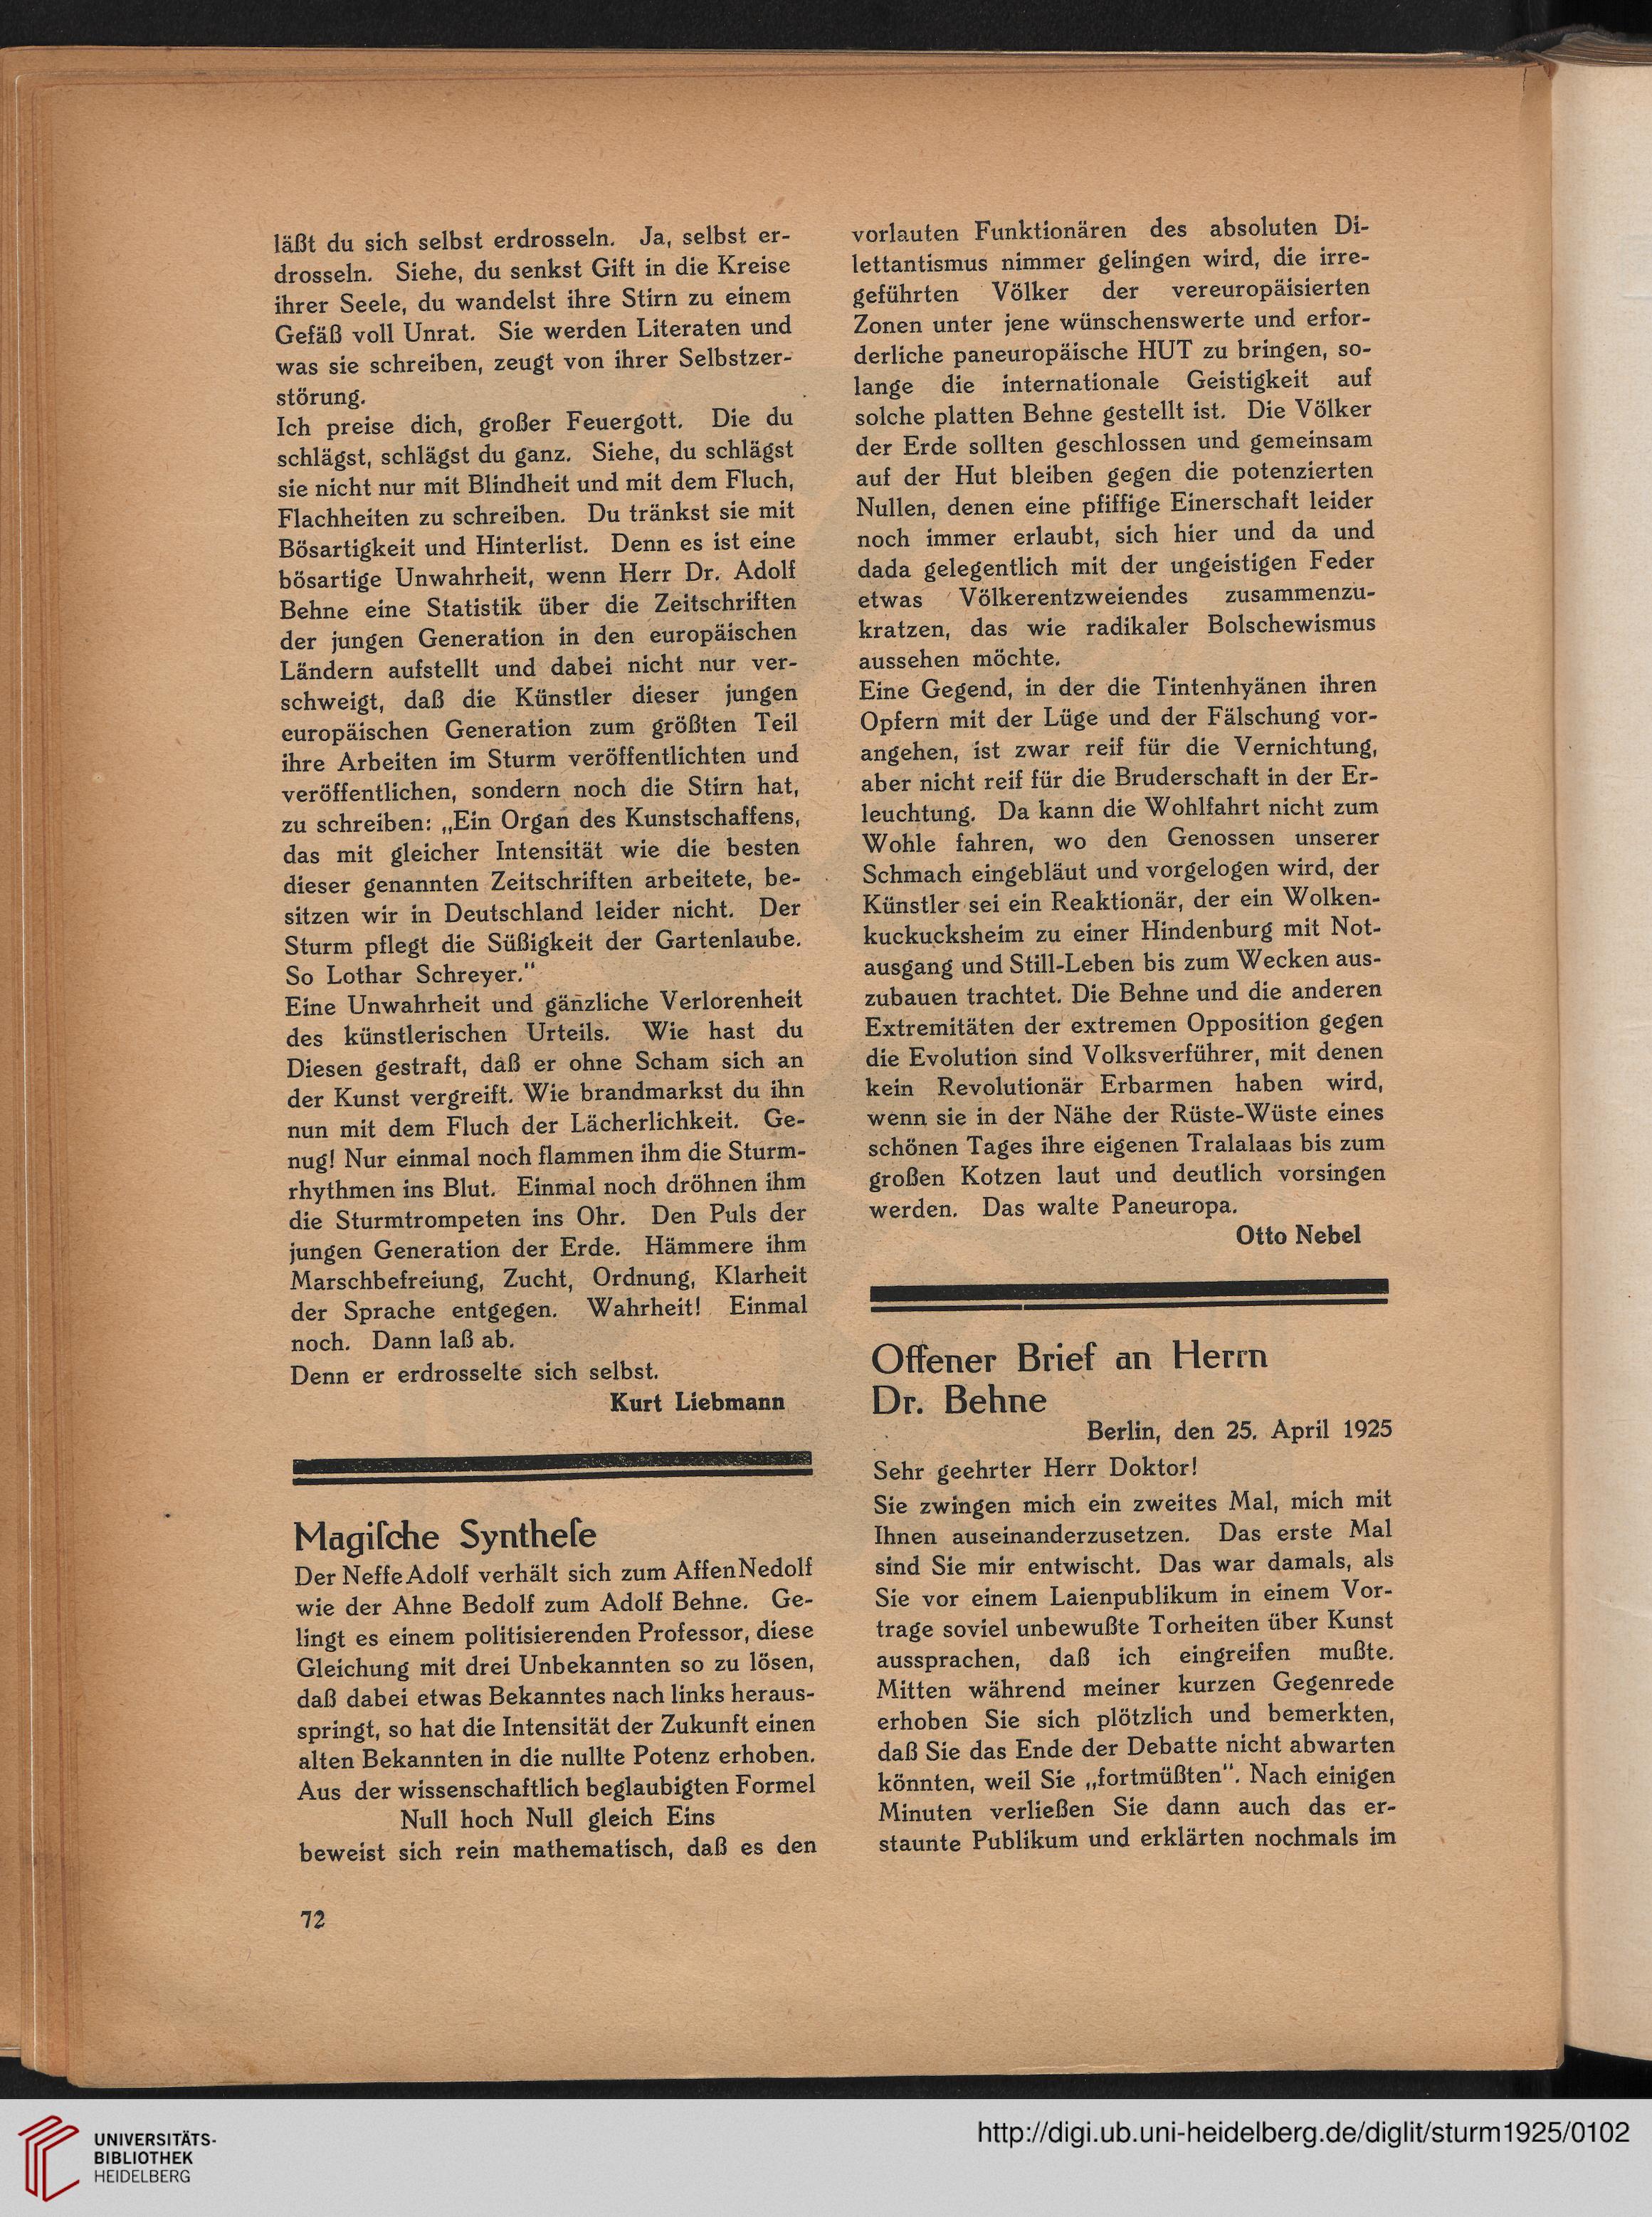 läßt du sich selbst erdrosseln. Ja, selbst er-
drosseln. Siehe, du senkst Gift in die Kreise
ihrer Seele, du wandelst ihre Stirn zu einem
Gefäß voll Unrat. Sie werden Literaten und
was sie schreiben, zeugt von ihrer Selbstzer-
störung.
Ich preise dich, großer Feuergott. Die du
schlägst, schlägst du ganz. Siehe, du schlägst
sie nicht nur mit Blindheit und mit dem Fluch,
Flachheiten zu schreiben. Du tränkst sie mit
Bösartigkeit und Hinterlist. Denn es ist eine
bösartige Unwahrheit, wenn Herr Dr. Adolf
Behne eine Statistik über die Zeitschriften
der jungen Generation in den europäischen
Ländern aufstellt und dabei nicht nur ver-
schweigt, daß die Künstler dieser jungen
europäischen Generation zum größten Teil
ihre Arbeiten im Sturm veröffentlichten und
veröffentlichen, sondern noch die Stirn hat,
zu schreiben: „Ein Organ des Kunstschaffens,
das mit gleicher Intensität wie die besten
dieser genannten Zeitschriften arbeitete, be-
sitzen wir in Deutschland leider nicht. Der
Sturm pflegt die Süßigkeit der Gartenlaube.
So Lothar Schreyer."
Eine Unwahrheit und gänzliche Verlorenheit
des künstlerischen Urteils. Wie hast du
Diesen gestraft, daß er ohne Scham sich an
der Kunst vergreift. Wie brandmarkst du ihn
nun mit dem Fluch der Lächerlichkeit. Ge-
nug! Nur einmal noch flammen ihm die Sturm-
rhythmen ins Blut. Einmal noch dröhnen ihm
die Sturmtrompeten ins Ohr. Den Puls der
jungen Generation der Erde. Hämmere ihm
Marschbefreiung, Zucht, Ordnung, Klarheit
der Sprache entgegen. Wahrheit! Einmal
noch. Dann laß ab.
Denn er erdrosselte sich selbst.
Kurt Liebmann
Magiſche Syntheſe
Der Neffe Adolf verhält sich zum Affen Nedolf
wie der Ahne Bedolf zum Adolf Behne. Ge-
lingt es einem politisierenden Professor, diese
Gleichung mit drei Unbekannten so zu lösen,
daß dabei etwas Bekanntes nach links heraus-
springt, so hat die Intensität der Zukunft einen
alten Bekannten in die nullte Potenz erhoben.
Aus der wissenschaftlich beglaubigten Formel
Null hoch Null gleich Eins
beweist sich rein mathematisch, daß es den
72
vorlauten Funktionären des absoluten Di-
lettantismus nimmer gelingen wird, die irre-
geführten Völker der vereuropäisierten
Zonen unter jene wünschenswerte und erfor-
derliche paneuropäische HUT zu bringen, so-
lange die internationale Geistigkeit auf
solche platten Behne gestellt ist. Die Völker
der Erde sollten geschlossen und gemeinsam
auf der Hut bleiben gegen die potenzierten
Nullen, denen eine pfiffige Einerschaft leider
noch immer erlaubt, sich hier und da und
dada gelegentlich mit der ungeistigen Feder
etwas Völkerentzweiendes zusammenzu-
kratzen, das wie radikaler Bolschewismus
aussehen möchte.
Eine Gegend, in der die Tintenhyänen ihren
Opfern mit der Lüge und der Fälschung vor-
angehen, ist zwar reif für die Vernichtung,
aber nicht reif für die Bruderschaft in der Er-
leuchtung. Da kann die Wohlfahrt nicht zum
Wohle fahren, wo den Genossen unserer
Schmach eingebläut und vorgelogen wird, der
Künstler sei ein Reaktionär, der ein Wolken-
kuckucksheim zu einer Hindenburg mit Not-
ausgang und Still-Leben bis zum Wecken aus-
zubauen trachtet. Die Behne und die anderen
Extremitäten der extremen Opposition gegen
die Evolution sind Volksverführer, mit denen
kein Revolutionär Erbarmen haben wird,
wenn sie in der Nähe der Rüste-Wüste eines
schönen Tages ihre eigenen Tralalaas bis zum
großen Kotzen laut und deutlich vorsingen
werden. Das walte Paneuropa.
Otto Nebel
Offener Brief an Herrn
Dr. Behne
Berlin, den 25. April 1925
Sehr geehrter Herr Doktor!
Sie zwingen mich ein zweites Mal, mich mit
Ihnen auseinanderzusetzen. Das erste Mal
sind Sie mir entwischt. Das war damals, als
Sie vor einem Laienpublikum in einem Vor-
trage soviel unbewußte Torheiten über Kunst
aussprachen, daß ich eingreifen mußte.
Mitten während meiner kurzen Gegenrede
erhoben Sie sich plötzlich und bemerkten,
daß Sie das Ende der Debatte nicht abwarten
könnten, weil Sie „fortmüßten". Nach einigen
Minuten verließen Sie dann auch das er-
staunte Publikum und erklärten nochmals im
UNIVERSITÄTS-
BIBLIOTHEK
HEIDELBERG
http://digi.ub.uni-heidelberg.de/diglit/sturm1925/0102